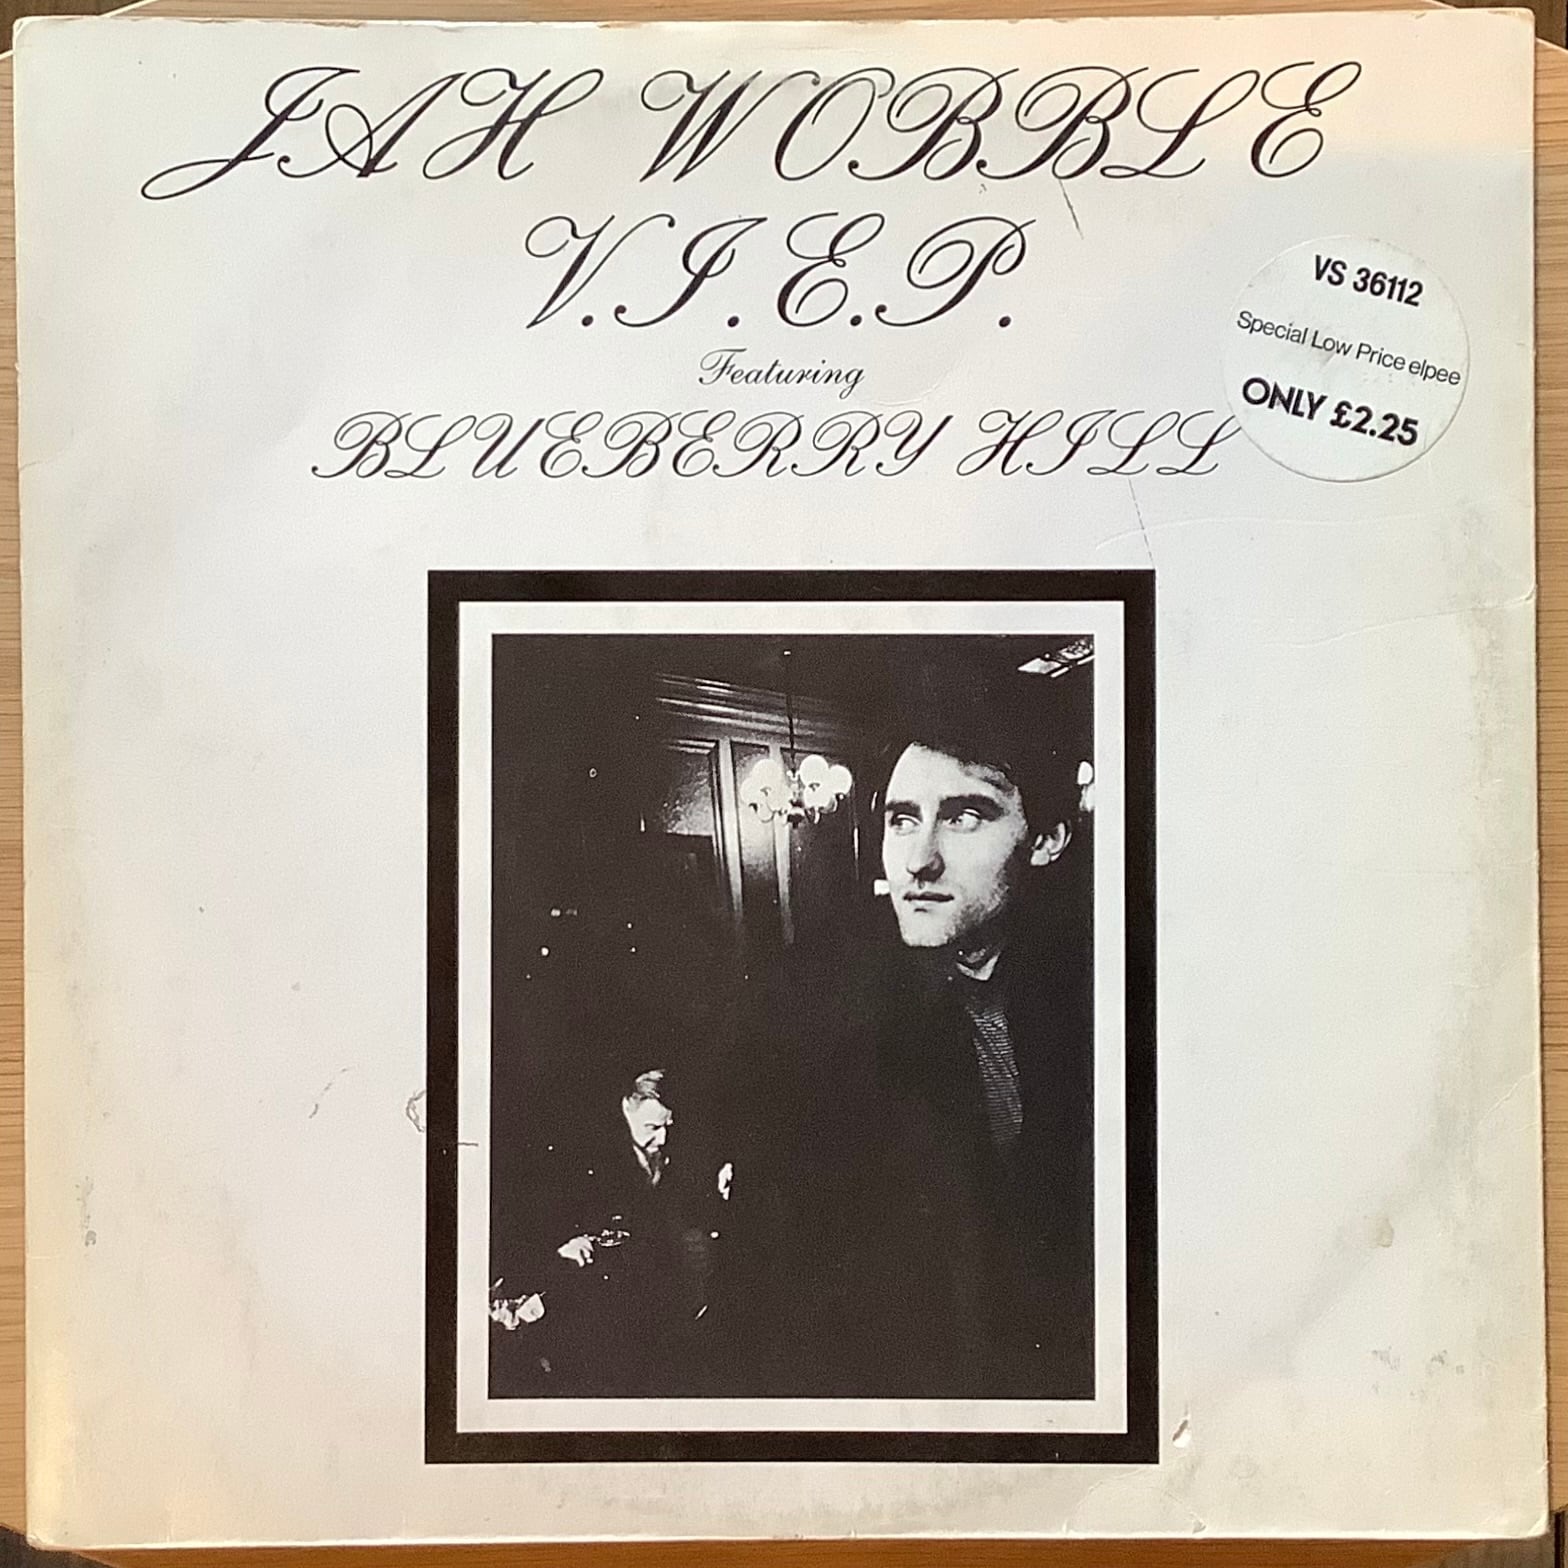 JAH WOBBLE
V.I.E.P.
Featuring
BLUEBERRY HILL
VS 36112
Special Low Price elpee
ONLY £2.25